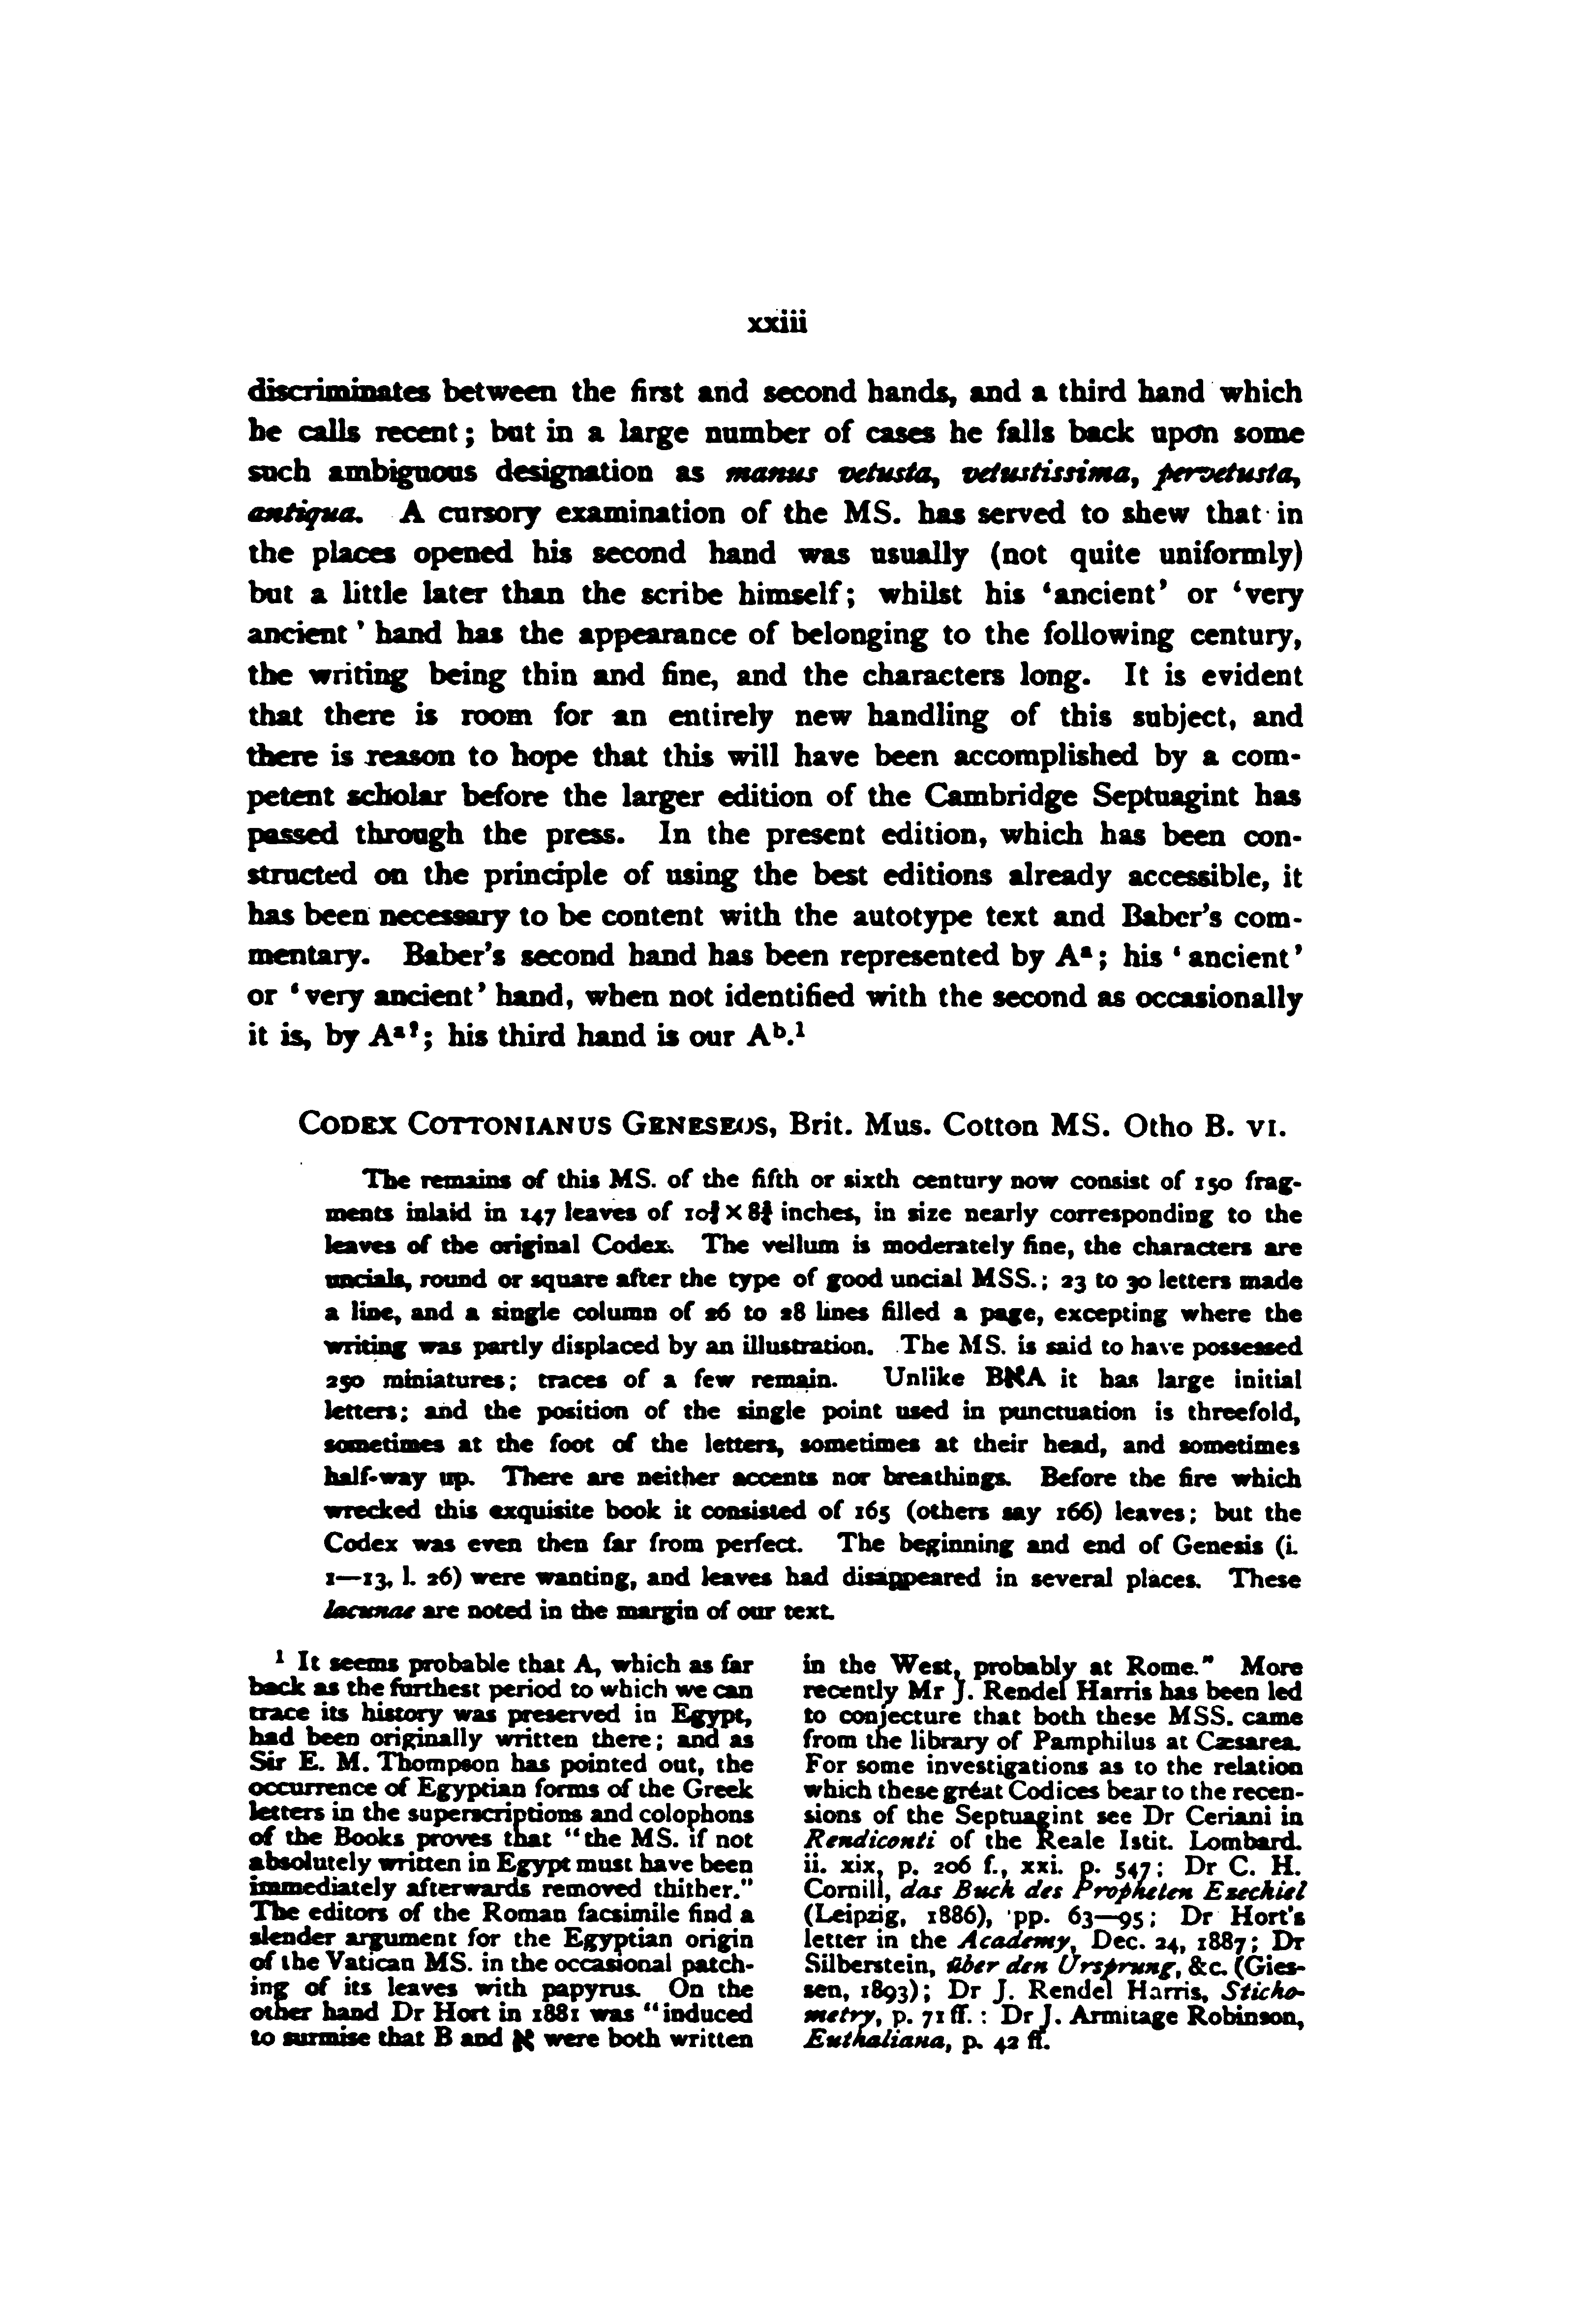 xxiii
discriminates between the first and second hands, and a third hand which
he calls recent; but in a large number of cases he falls back upon some
such ambiguous designation as manus vetusta, vetustissima, pervetusta,
antiqua. A cursory examination of the MS. has served to shew that in
the places opened his second hand was usually (not quite uniformly)
but a little later than the scribe himself; whilst his ‘ancient’ or ‘very
ancient’ hand has the appearance of belonging to the following century,
the writing being thin and fine, and the characters long. It is evident
that there is room for an entirely new handling of this subject, and
there is reason to hope that this will have been accomplished by a com-
petent scholar before the larger edition of the Cambridge Septuagint has
passed through the press. In the present edition, which has been con-
structed on the principle of using the best editions already accessible, it
has been necessary to be content with the autotype text and Baber’s com-
mentary. Baber’s second hand has been represented by Aᵃ; his ‘ancient’
or ‘very ancient’ hand, when not identified with the second as occasionally
it is, by Aᵃ?; his third hand is our Aᵇ.¹
CODEX COTTONIANUS GENESEOS, Brit. Mus. Cotton MS. Otho B. VI.
The remains of this MS. of the fifth or sixth century now consist of 150 frag-
ments inlaid in 147 leaves of inches, in size nearly corresponding to the
leaves of the original Codex. The vellum is moderately fine, the characters are
uncials, round or square after the type of good uncial MSS.; 23 to 30 letters made
a line, and a single column of 26 to 28 lines filled a page, excepting where the
writing was partly displaced by an illustration. The MS. is said to have possessed
250 miniatures; traces of a few remain. Unlike BℵA it has large initial
letters; and the position of the single point used in punctuation is threefold,
sometimes at the foot of the letters, sometimes at their head, and sometimes
half-way up. There are neither accents nor breathings. Before the fire which
wrecked this exquisite book it consisted of 165 (others say 166) leaves; but the
Codex was even then far from perfect. The beginning and end of Genesis (i.
1—13, l. 26) were wanting, and leaves had disappeared in several places. These
lacunae are noted in the margin of our text.
¹ It seems probable that A, which as far
back as the furthest period to which we can
trace its history was preserved in Egypt,
had been originally written there; and as
Sir E. M. Thompson has pointed out, the
occurrence of Egyptian forms of the Greek
letters in the superscriptions and colophons
of the Books proves that “the MS. if not
absolutely written in Egypt must have been
immediately afterwards removed thither.”
The editors of the Roman facsimile find a
slender argument for the Egyptian origin
of the Vatican MS. in the occasional patch-
ing of its leaves with papyrus. On the
other hand Dr Hort in 1881 was “induced
to surmise that B and ℵ were both written
in the West, probably at Rome.” More
recently Mr J. Rendel Harris has been led
to conjecture that both these MSS. came
from the library of Pamphilus at Cæsarea.
For some investigations as to the relation
which these great Codices bear to the recen-
sions of the Septuagint see Dr Ceriani in
Rendiconti of the Reale Istit. Lombard.
ii. xix, p. 206 f., xxi. p. 547; Dr C. H.
Cornill, das Buch des Propheten Ezechiel
(Leipzig, 1886), pp. 63—95; Dr Hort’s
letter in the Academy, Dec. 24, 1887; Dr
Silberstein, über den Ursprung, &c. (Gies-
sen, 1893); Dr J. Rendel Harris, Sticho-
metry, p. 71 ff.: Dr J. Armitage Robinson,
Euthaliana, p. 42 ff.